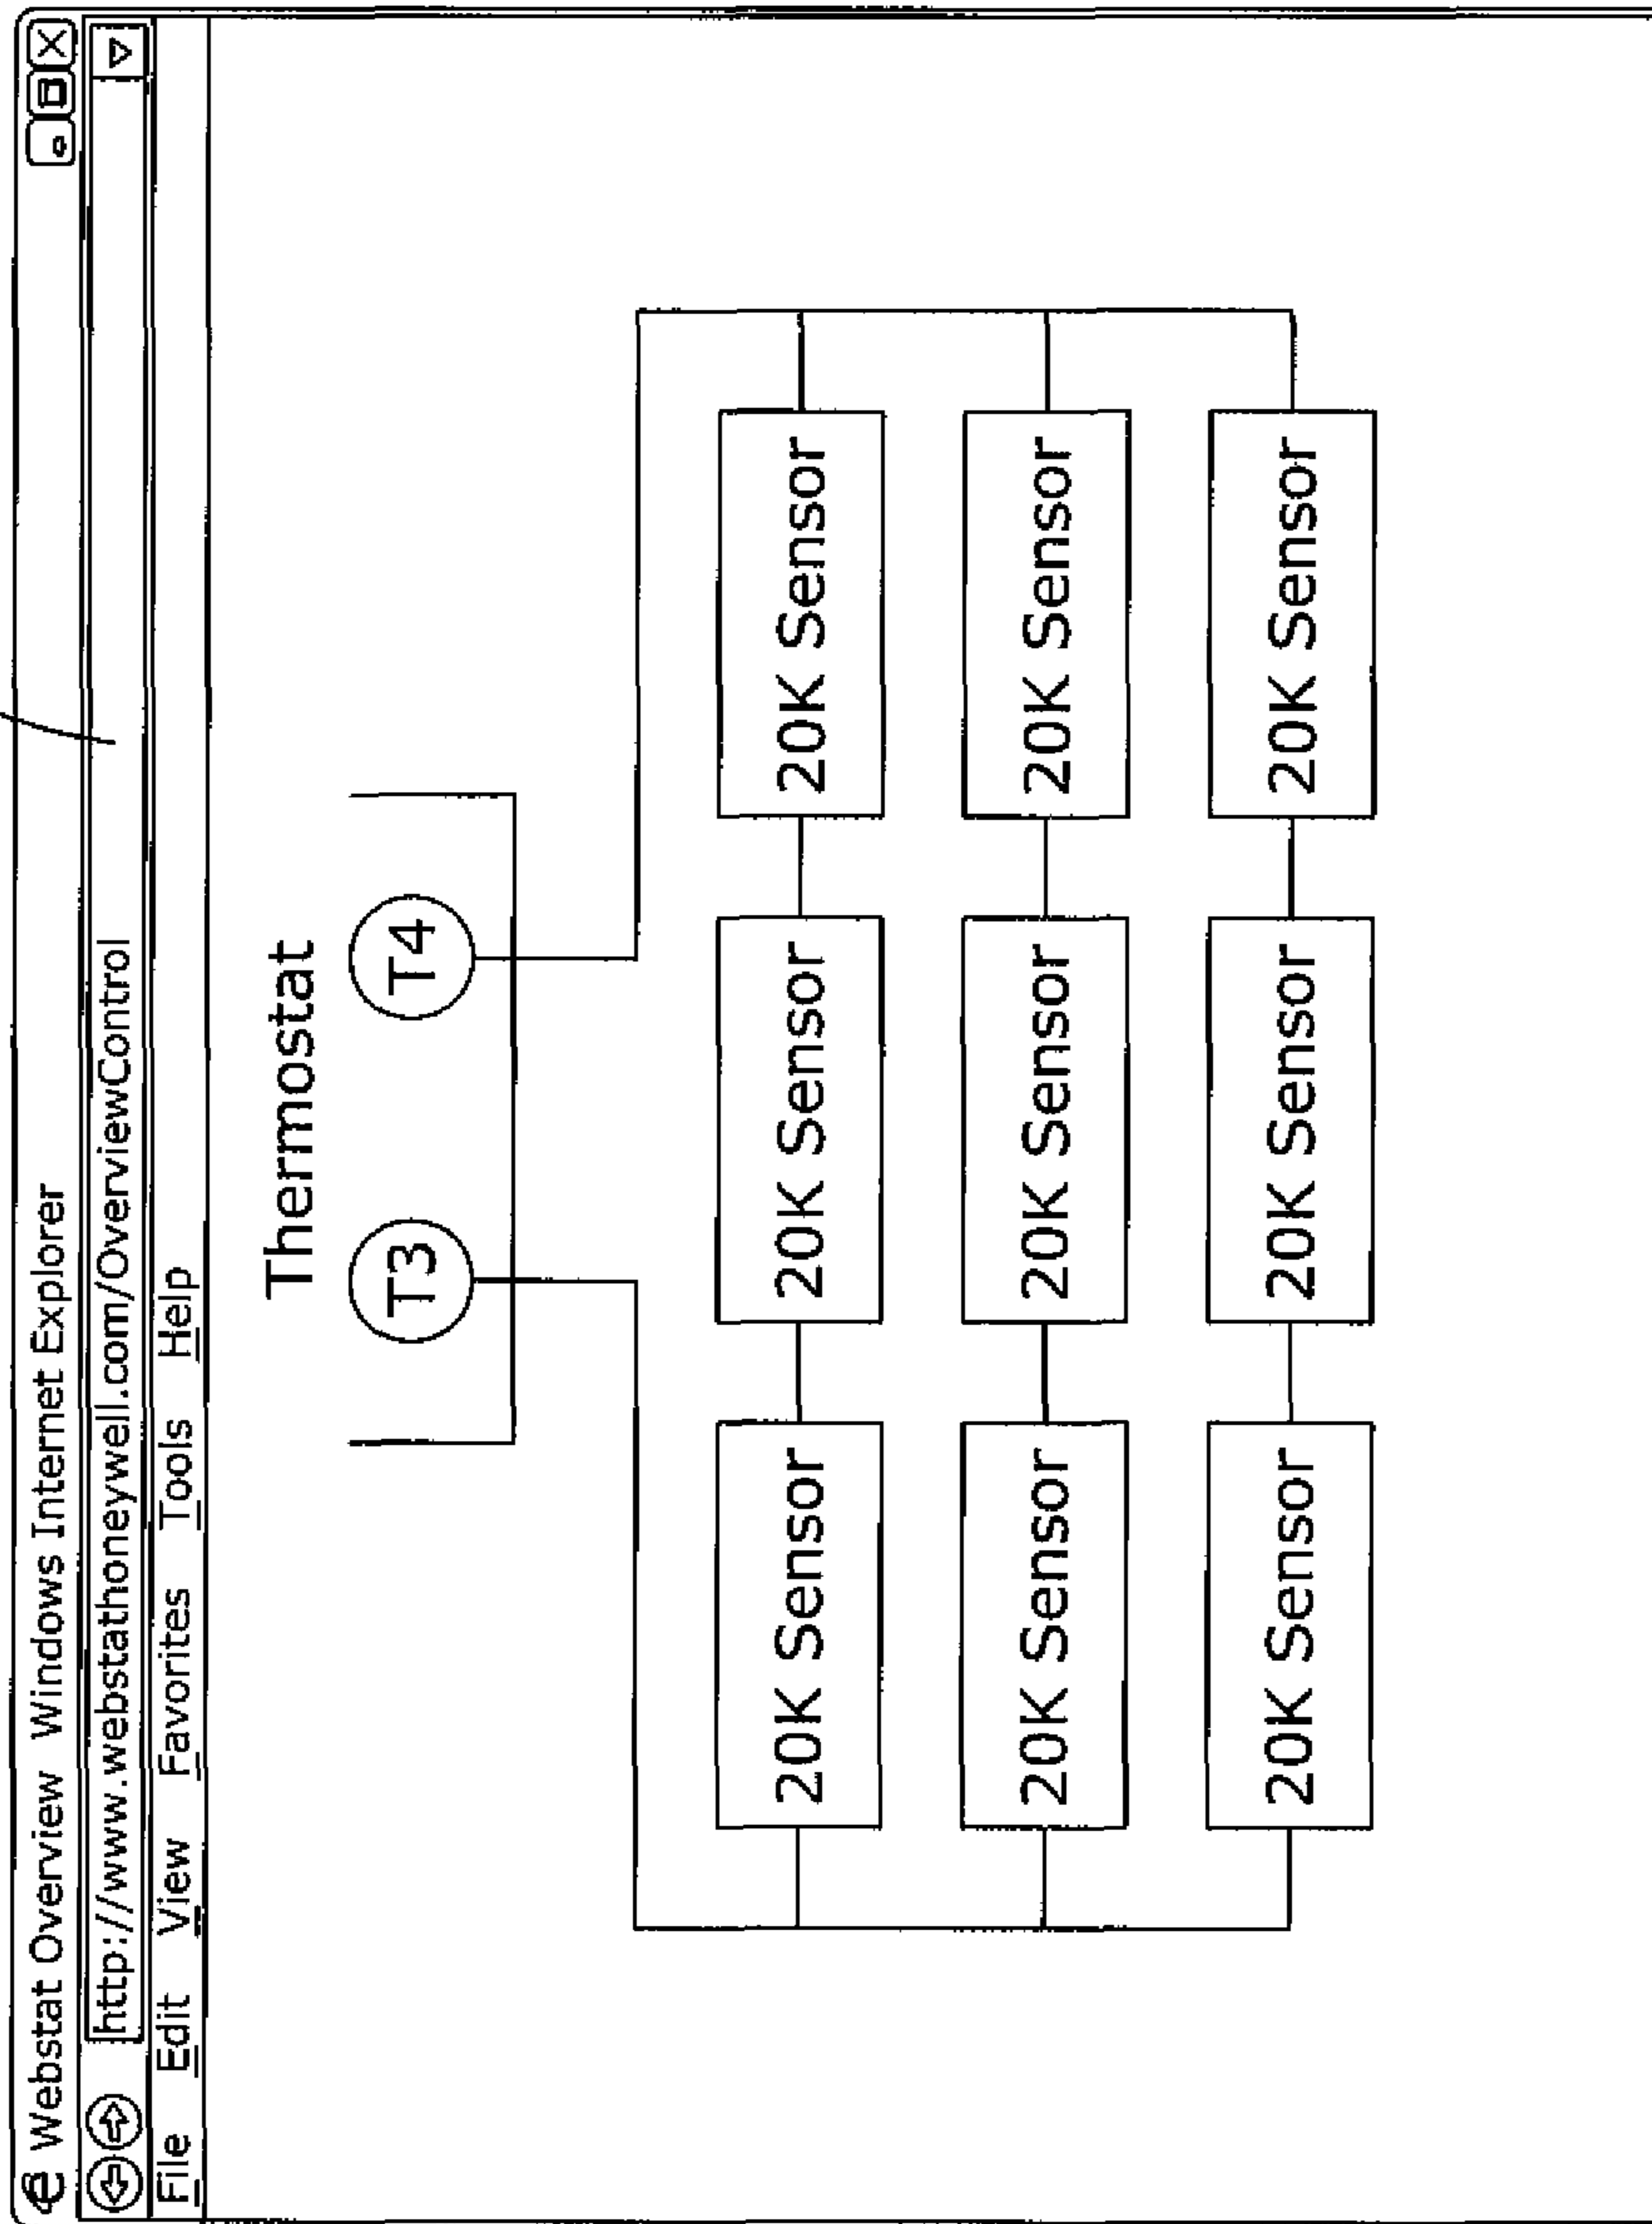 Webstat Overview Windows Internet Explorer
http://www.webstathoneywell.com/OverviewControl
File Edit View Favorites Tools Help
Thermostat
T3 T4
20K Sensor 20K Sensor 20K Sensor
20K Sensor 20K Sensor 20K Sensor
20K Sensor 20K Sensor 20K Sensor